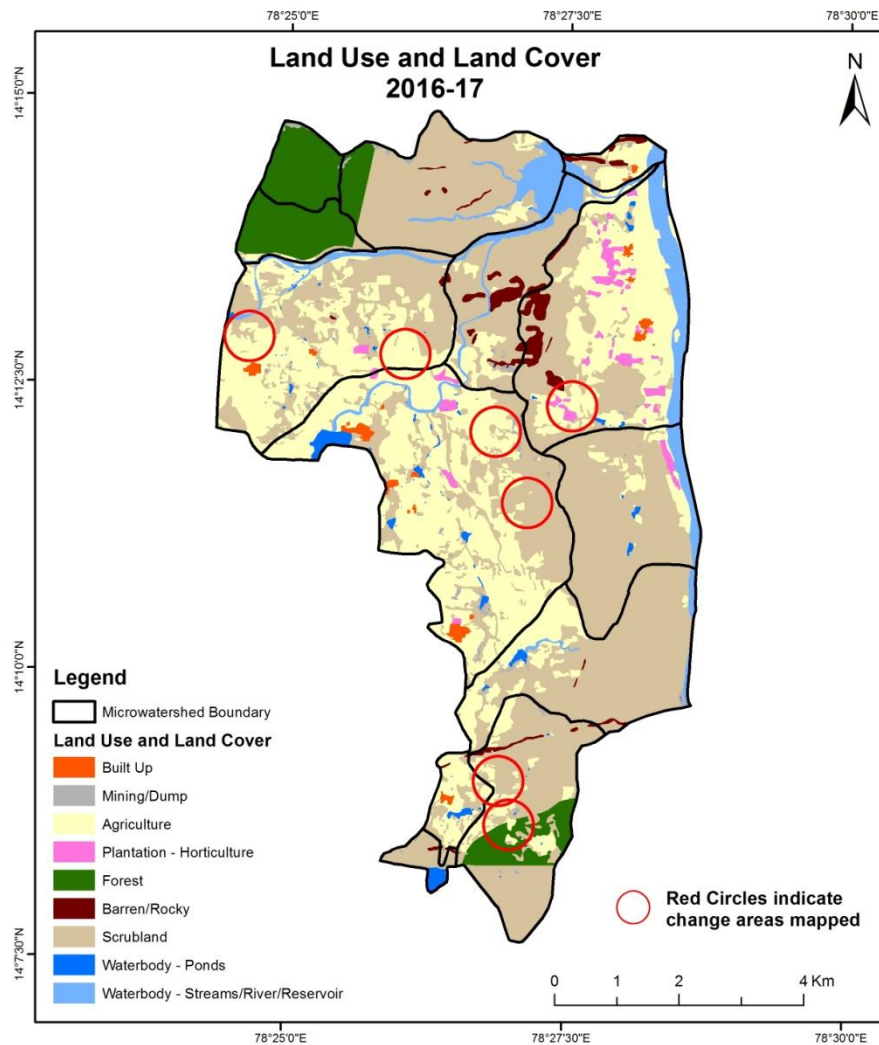 78°25'0"E
78°27'30"E
78°30'0"E
Land Use and Land Cover
2016-17
N
14°15'0"N
14°12'30"N
14°10'0"N
14°7'30"N
Legend
Microwatershed Boundary
Land Use and Land Cover
Built Up
Mining/Dump
Agriculture
Plantation - Horticulture
Forest
Barren/Rocky
Scrubland
Waterbody - Ponds
Waterbody - Streams/River/Reservoir
Red Circles indicate
change areas mapped
0 1 2 4 Km
78°25'0"E
78°27'30"E
78°30'0"E